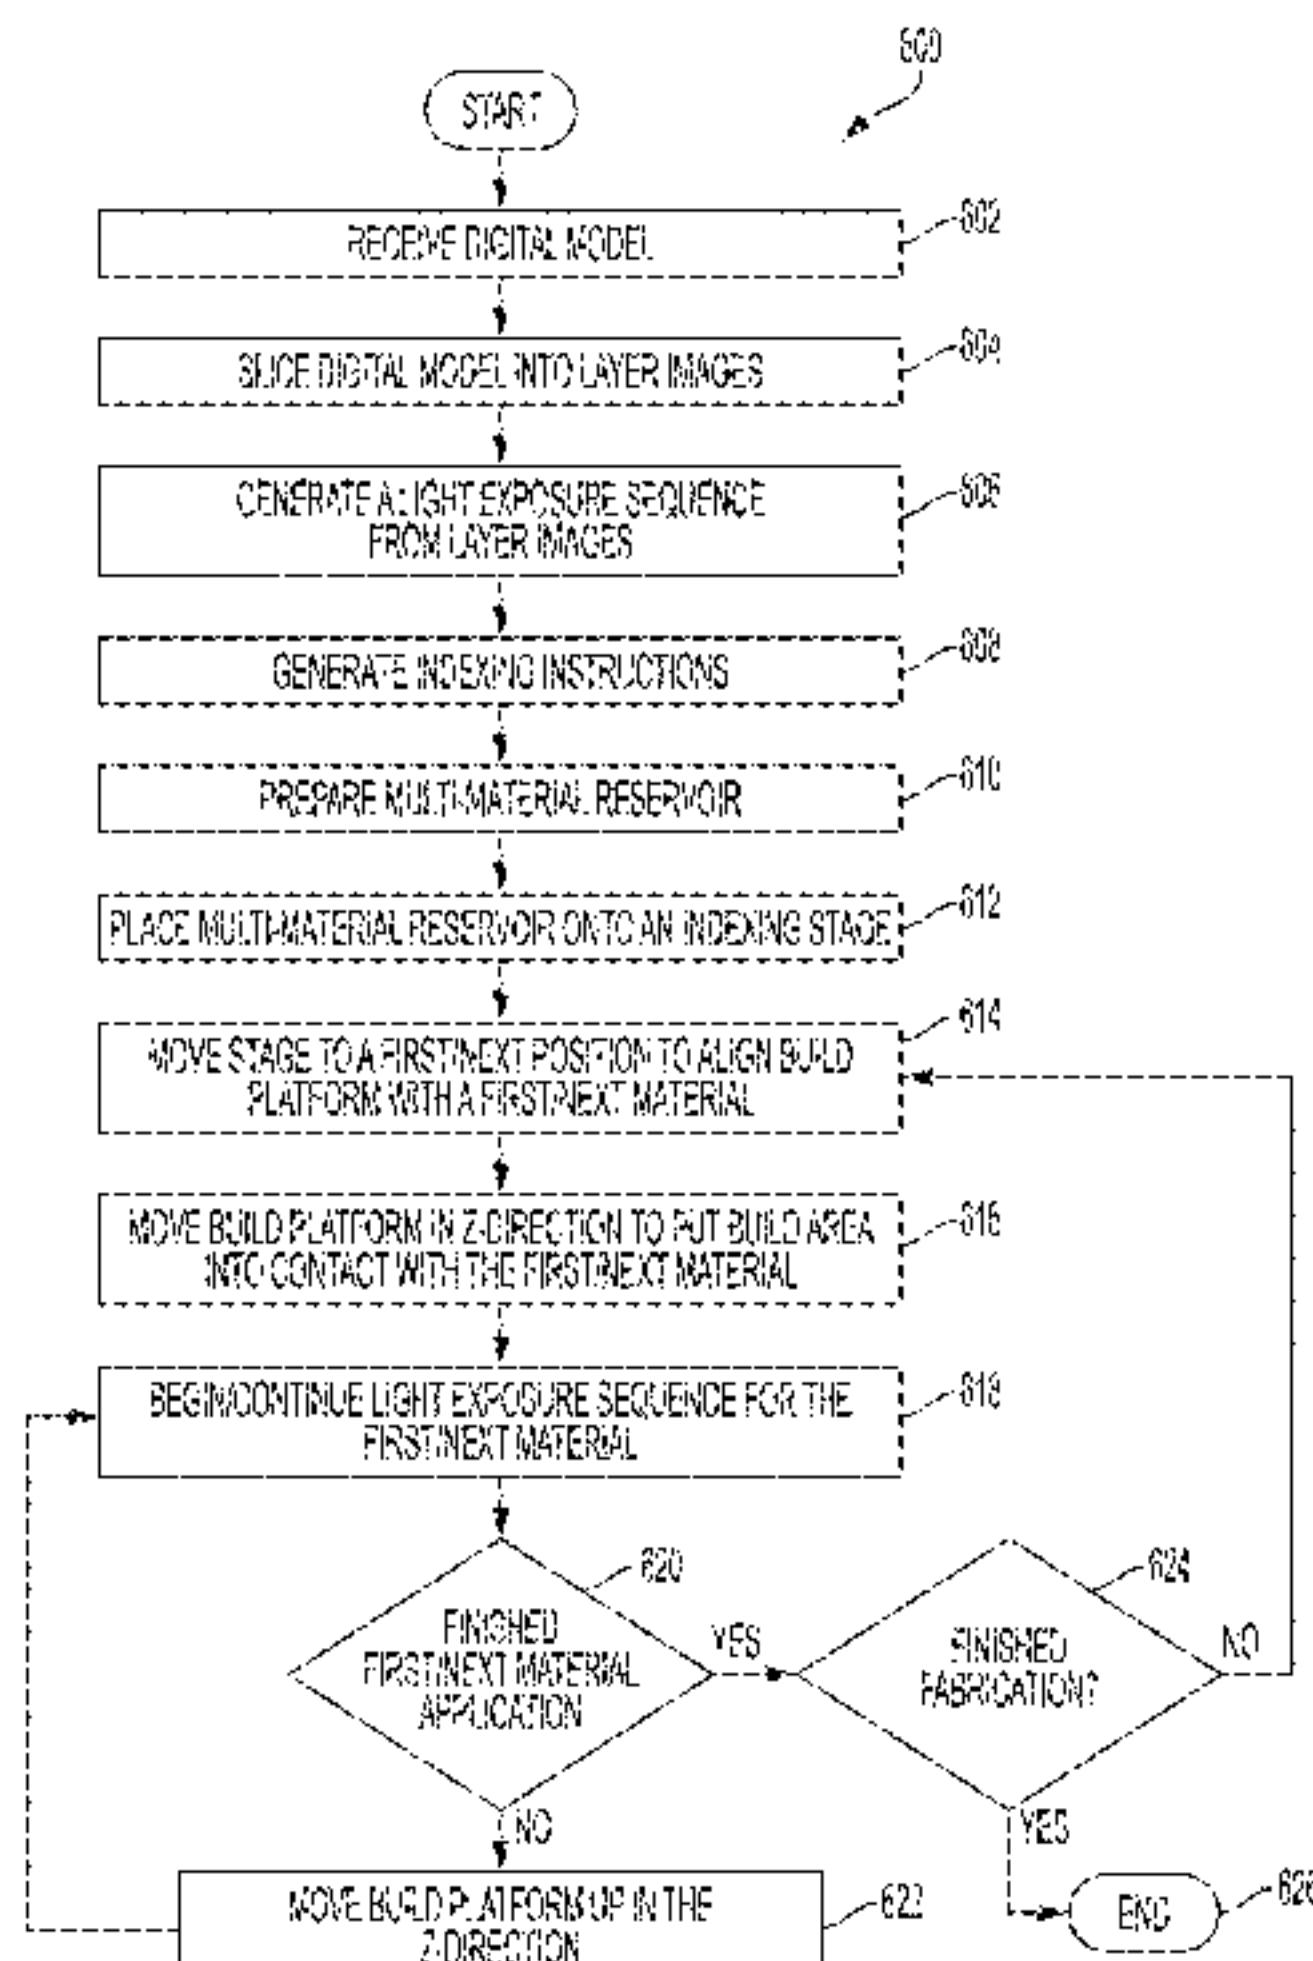 600
START
RECEIVE DIGITAL MODEL
602
SLICE DIGITAL MODEL INTO LAYER IMAGES
604
GENERATE A LIGHT EXPOSURE SEQUENCE
FROM LAYER IMAGES
606
GENERATE INDEXING INSTRUCTIONS
608
PREPARE MULTI-MATERIAL RESERVOIR
610
PLACE MULTI-MATERIAL RESERVOIR ONTO AN INDEXING STAGE
612
MOVE STAGE TO A FIRST/NEXT POSITION TO ALIGN BUILD
PLATFORM WITH A FIRST/NEXT MATERIAL
614
MOVE BUILD PLATFORM IN Z-DIRECTION TO PUT BUILD AREA
INTO CONTACT WITH THE FIRST/NEXT MATERIAL
616
BEGIN/CONTINUE LIGHT EXPOSURE SEQUENCE FOR THE
FIRST/NEXT MATERIAL
618
FINISHED
FIRST/NEXT MATERIAL
APPLICATION
620
YES
NO
FINISHED
FABRICATION?
624
NO
YES
MOVE BUILD PLATFORM UP IN THE
Z-DIRECTION
622
END
626